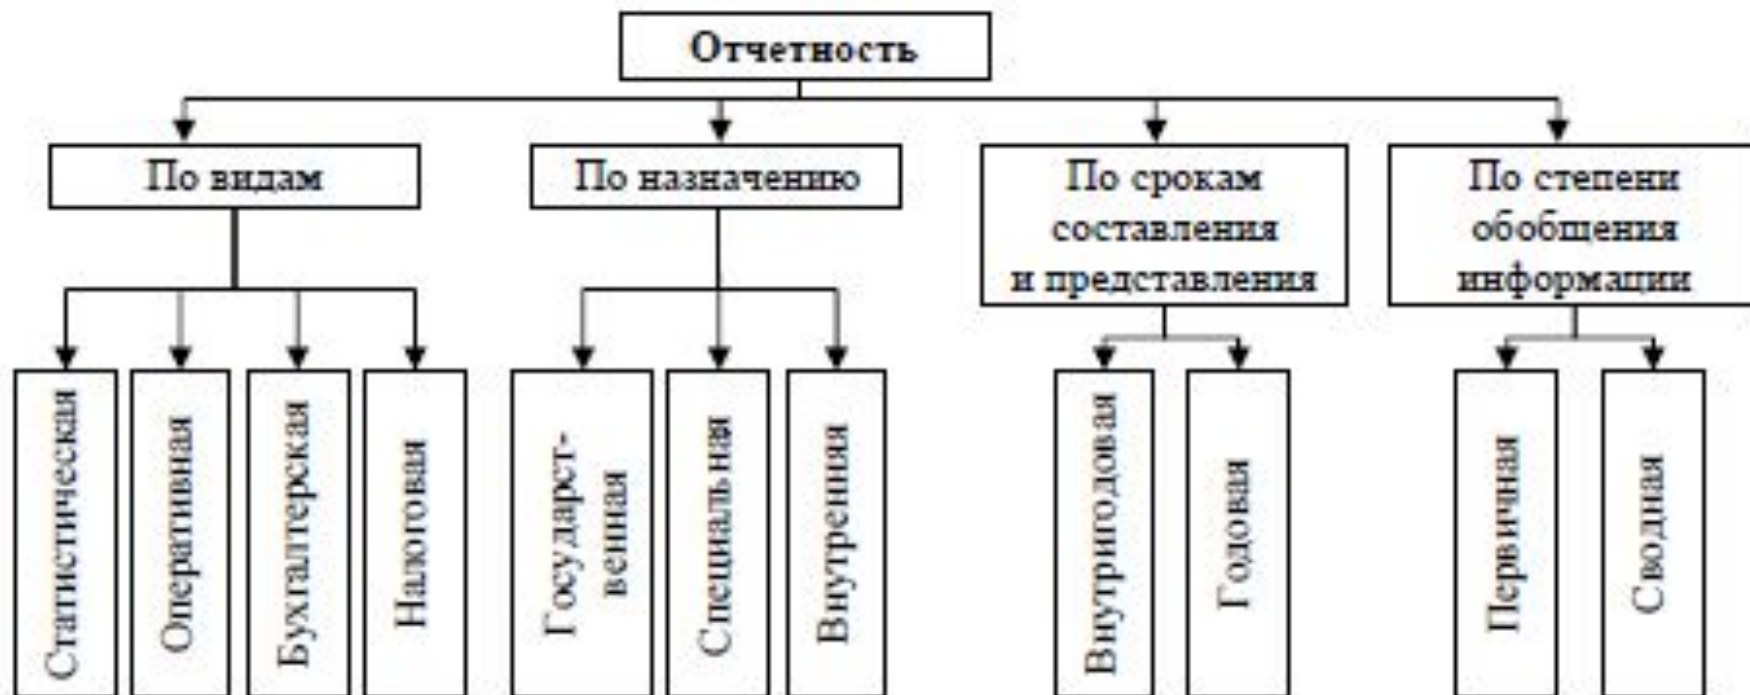 Отчетность
По видам
По назначению
По срокам
составления
и представления
По степени
обобщения
информации
Статистическая
Оперативная
Бухгалтерская
Налоговая
Государст-
венная
Специальная
Внутренняя
Внутригодовая
Годовая
Первичная
Сводная